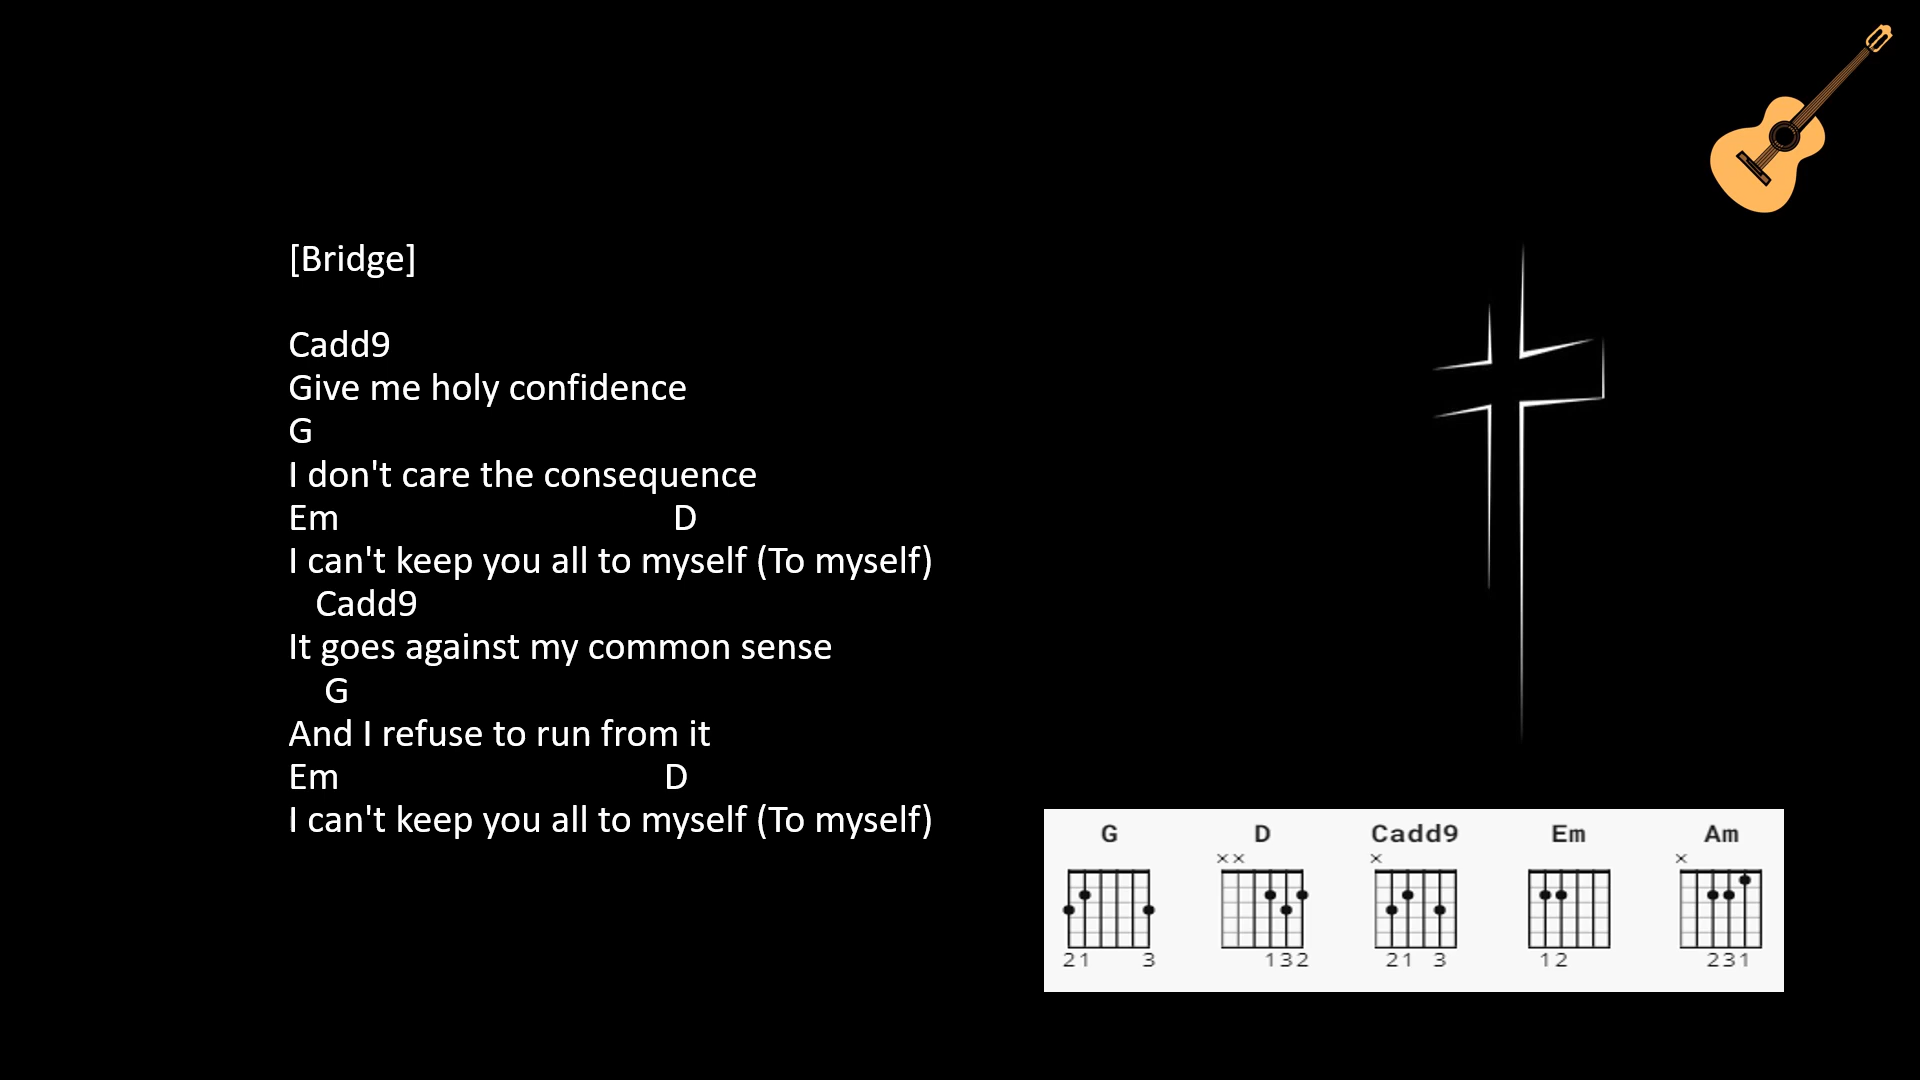 [Bridge]
Cadd9
Give me holy confidence
G
I don't care the consequence
Em                                   D
I can't keep you all to myself (To myself)
   Cadd9
It goes against my common sense
    G
And I refuse to run from it
Em                                  D
I can't keep you all to myself (To myself)
G D Cadd9 Em Am
×× × ×
21 3 132 21 3 12 231